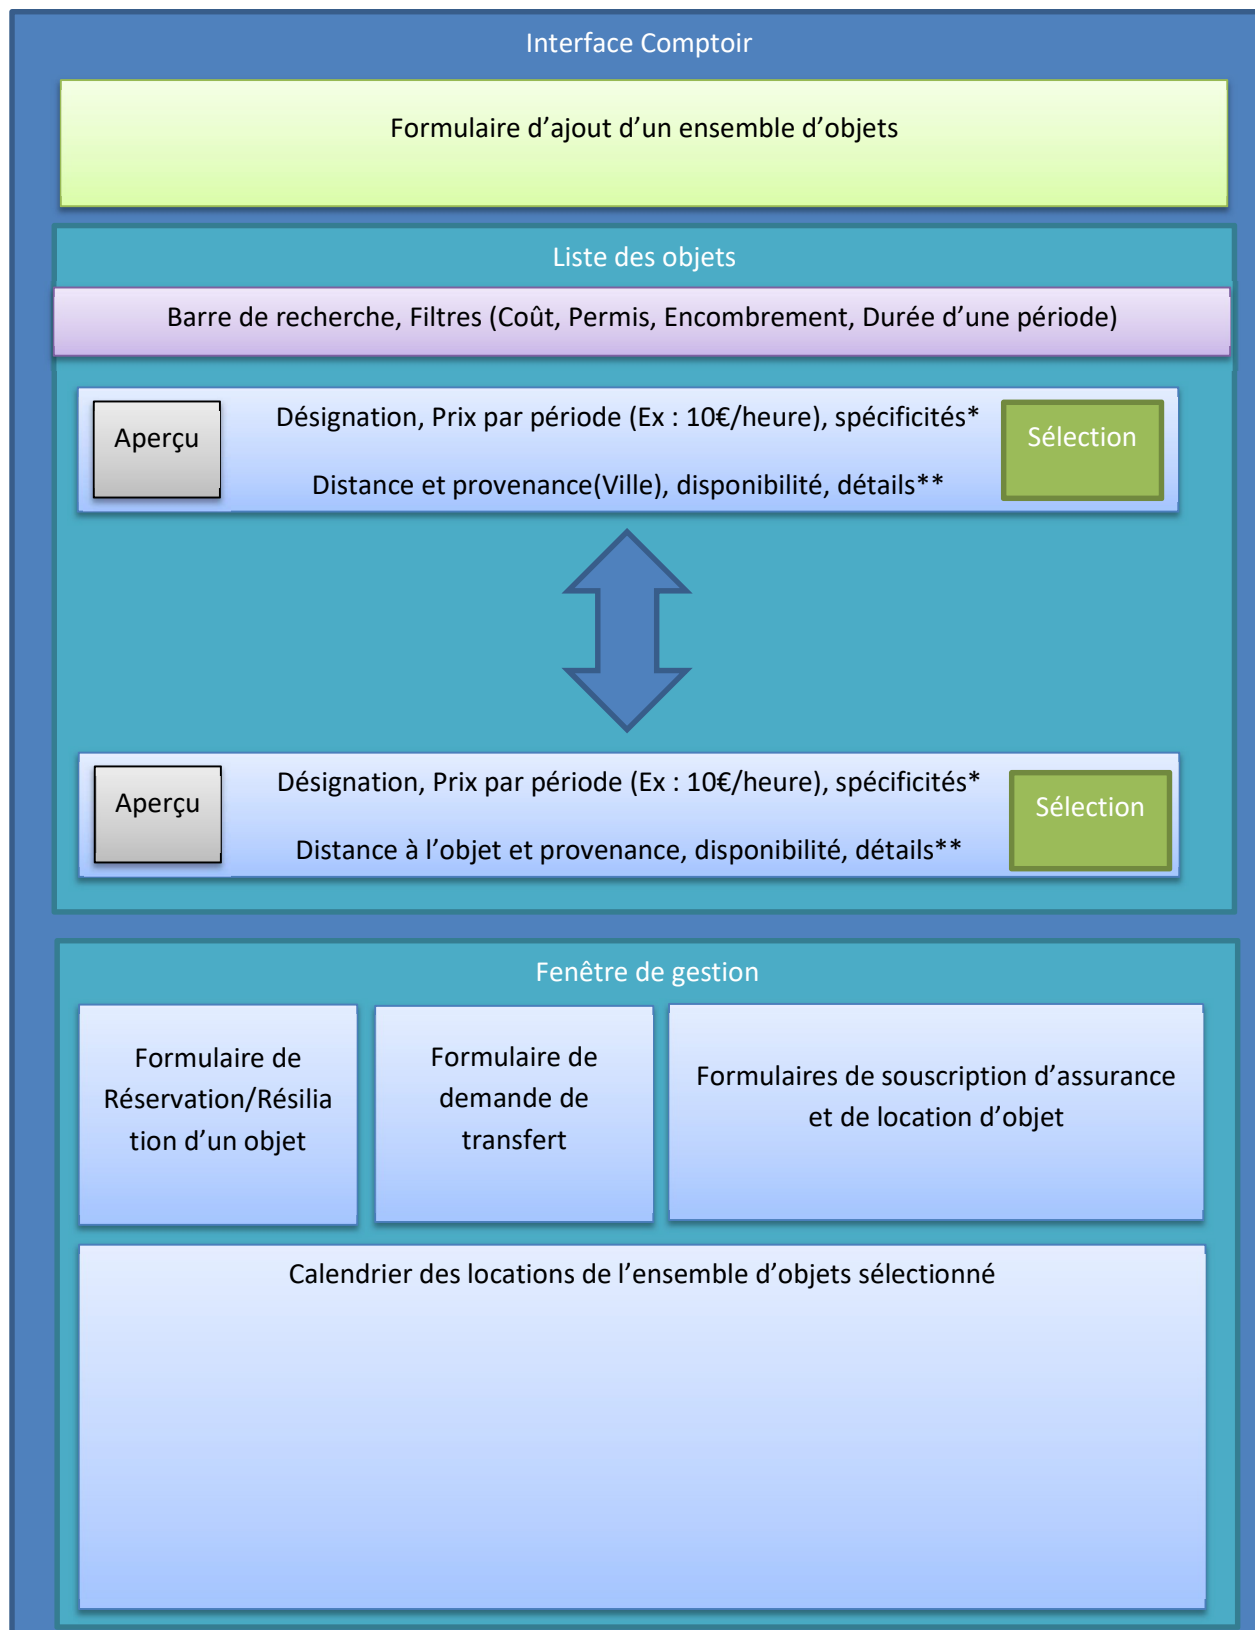 Interface Comptoir
Formulaire d’ajout d’un ensemble d’objets
Liste des objets
Barre de recherche, Filtres (Coût, Permis, Encombrement, Durée d’une période)
Aperçu
Désignation, Prix par période (Ex : 10€/heure), spécificités*
Distance et provenance(Ville), disponibilité, détails**
Sélection
Aperçu
Désignation, Prix par période (Ex : 10€/heure), spécificités*
Distance à l’objet et provenance, disponibilité, détails**
Sélection
Fenêtre de gestion
Formulaire de
Réservation/Résilia
tion d’un objet
Formulaire de
demande de
transfert
Formulaires de souscription d’assurance
et de location d’objet
Calendrier des locations de l’ensemble d’objets sélectionné